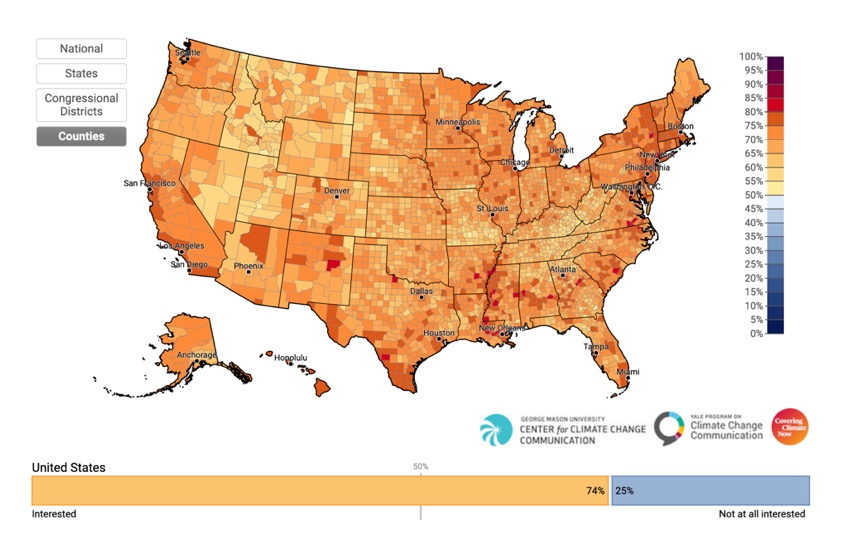 National
States
Congressional
Districts
Counties
Seattle
Minneapolis
Boston
Detroit
Chicago
New York
Philadelphia
Washington, D.C.
San Francisco
Denver
St. Louis
Los Angeles
San Diego
Phoenix
Atlanta
Dallas
Houston
New Orleans
Tampa
Miami
Anchorage
Honolulu
100%
95%
90%
85%
80%
75%
70%
65%
60%
55%
50%
45%
40%
35%
30%
25%
20%
15%
10%
5%
0%
GEORGE MASON UNIVERSITY
CENTER for CLIMATE CHANGE
COMMUNICATION
YALE PROGRAM ON
Climate Change
Communication
Covering
Climate
Now
United States
50%
74%
25%
Interested
Not at all interested